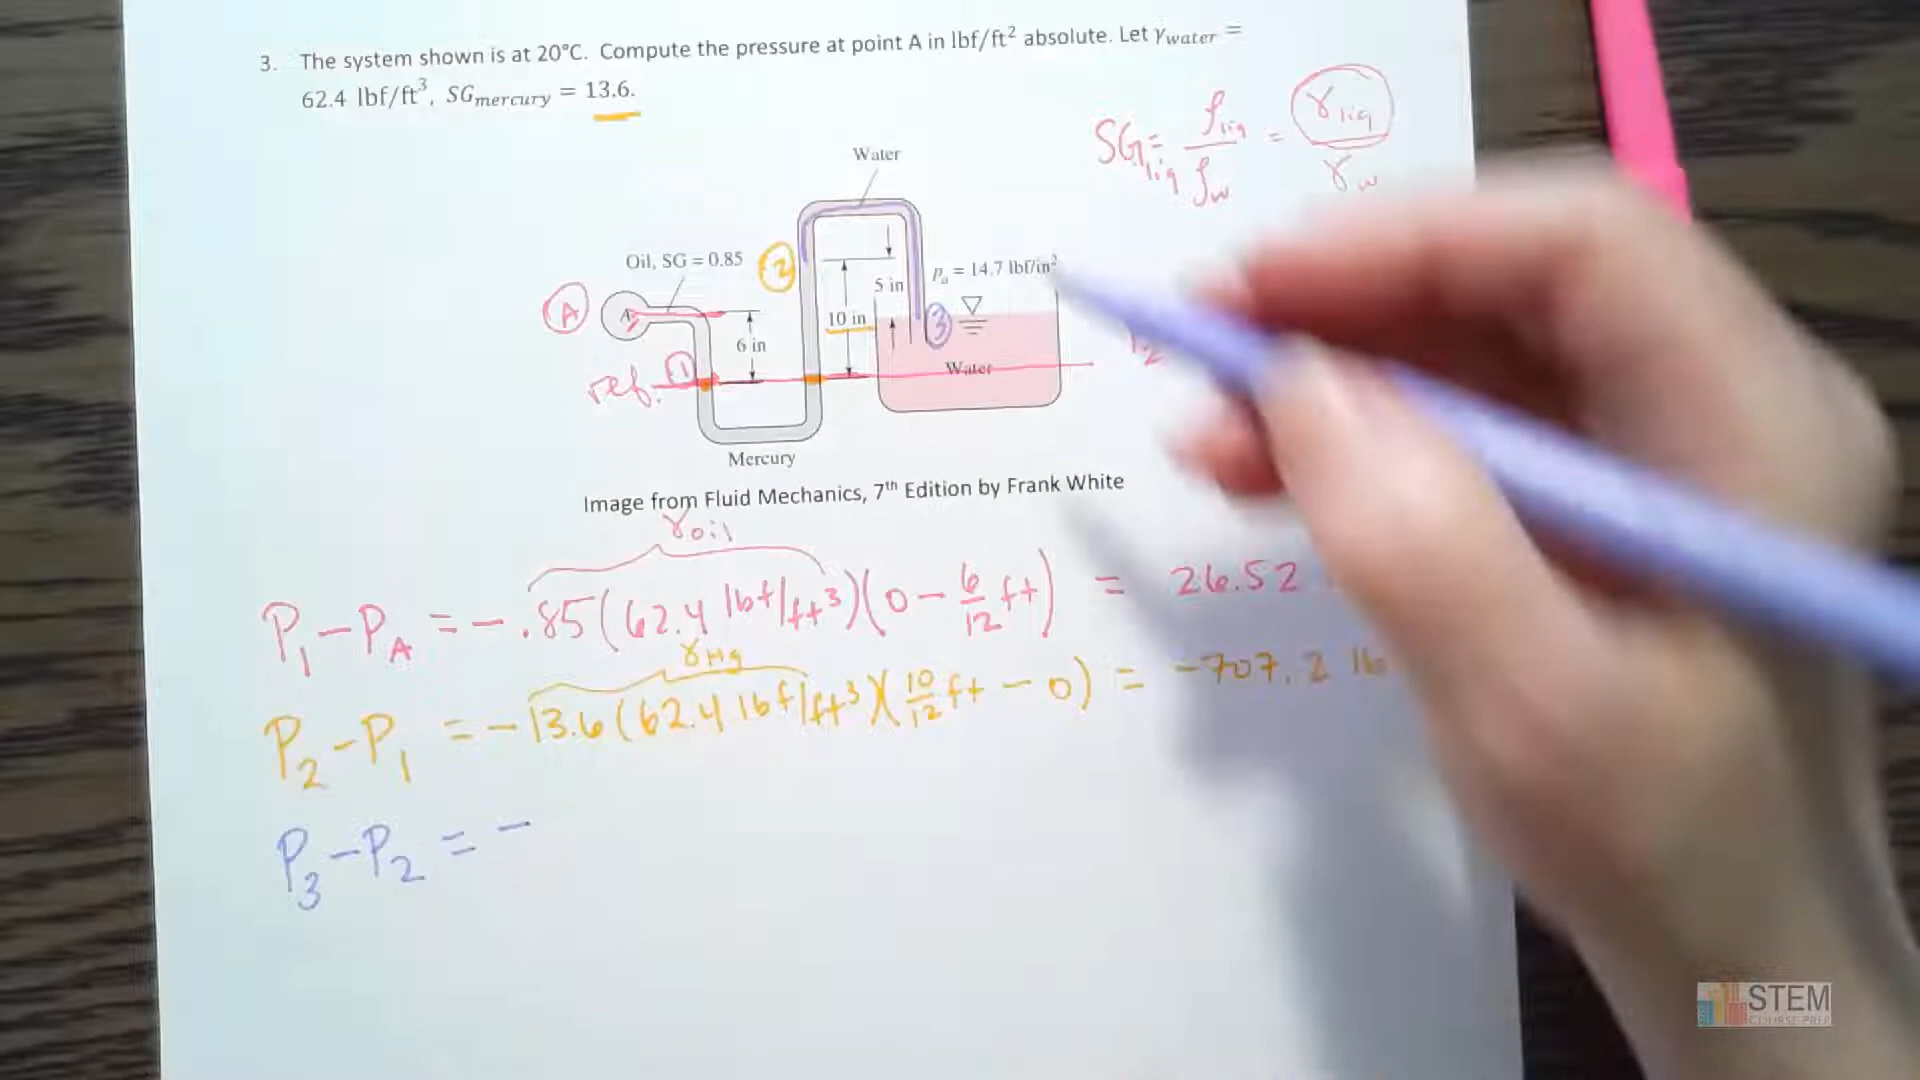 3. The system shown is at 20°C. Compute the pressure at point A in lbf/ft² absolute. Let γwater =
62.4 lbf/ft³, SGmercury = 13.6.
SGliq = ρliq / ρw = γliq / γw
Water
Oil, SG = 0.85
2
pa = 14.7 lbf/in²
A
A
5 in
10 in
3
6 in
ref.
1
Water
Mercury
Image from Fluid Mechanics, 7th Edition by Frank White
γoil
P1 - PA = - .85(62.4 lbf/ft³)(0 - 6/12 ft) = 26.52
γHg
P2 - P1 = - 13.6(62.4 lbf/ft³)(10/12 ft - 0) = -707.2 lb
P3 - P2 = -
STEM
COURSE PREP